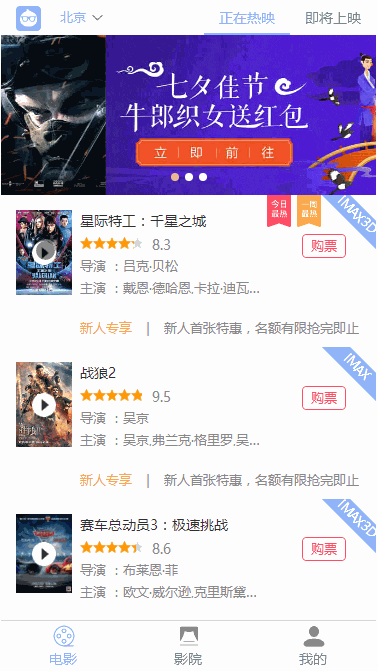 北京
正在热映
即将上映
七夕佳节
牛郎织女送红包
立 | 即 | 前 | 往
今日最热
一周最热
IMAX3D
星际特工：千星之城
8.3
购票
导演 ：吕克·贝松
主演 ：戴恩·德哈恩,卡拉·迪瓦...
新人专享 | 新人首张特惠，名额有限抢完即止
IMAX
战狼2
9.5
购票
导演 ：吴京
主演 ：吴京,弗兰克·格里罗,吴...
新人专享 | 新人首张特惠，名额有限抢完即止
IMAX3D
赛车总动员3：极速挑战
8.6
购票
导演 ：布莱恩·菲
主演 ：欧文·威尔逊,克里斯黛...
电影
影院
我的